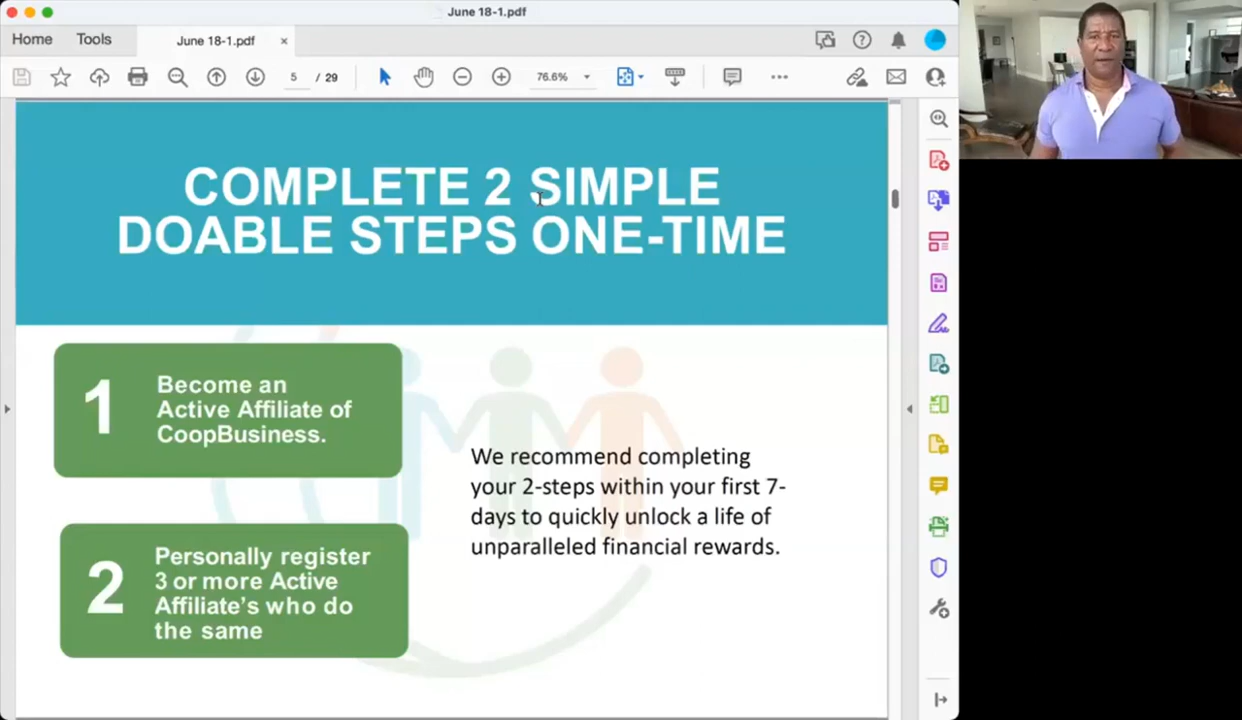 June 18-1.pdf
Home
Tools
June 18-1.pdf
5 / 29
76.6%
COMPLETE 2 SIMPLE
DOABLE STEPS ONE-TIME
1
Become an
Active Affiliate of
CoopBusiness.
We recommend completing
your 2-steps within your first 7-
days to quickly unlock a life of
unparalleled financial rewards.
2
Personally register
3 or more Active
Affiliate's who do
the same